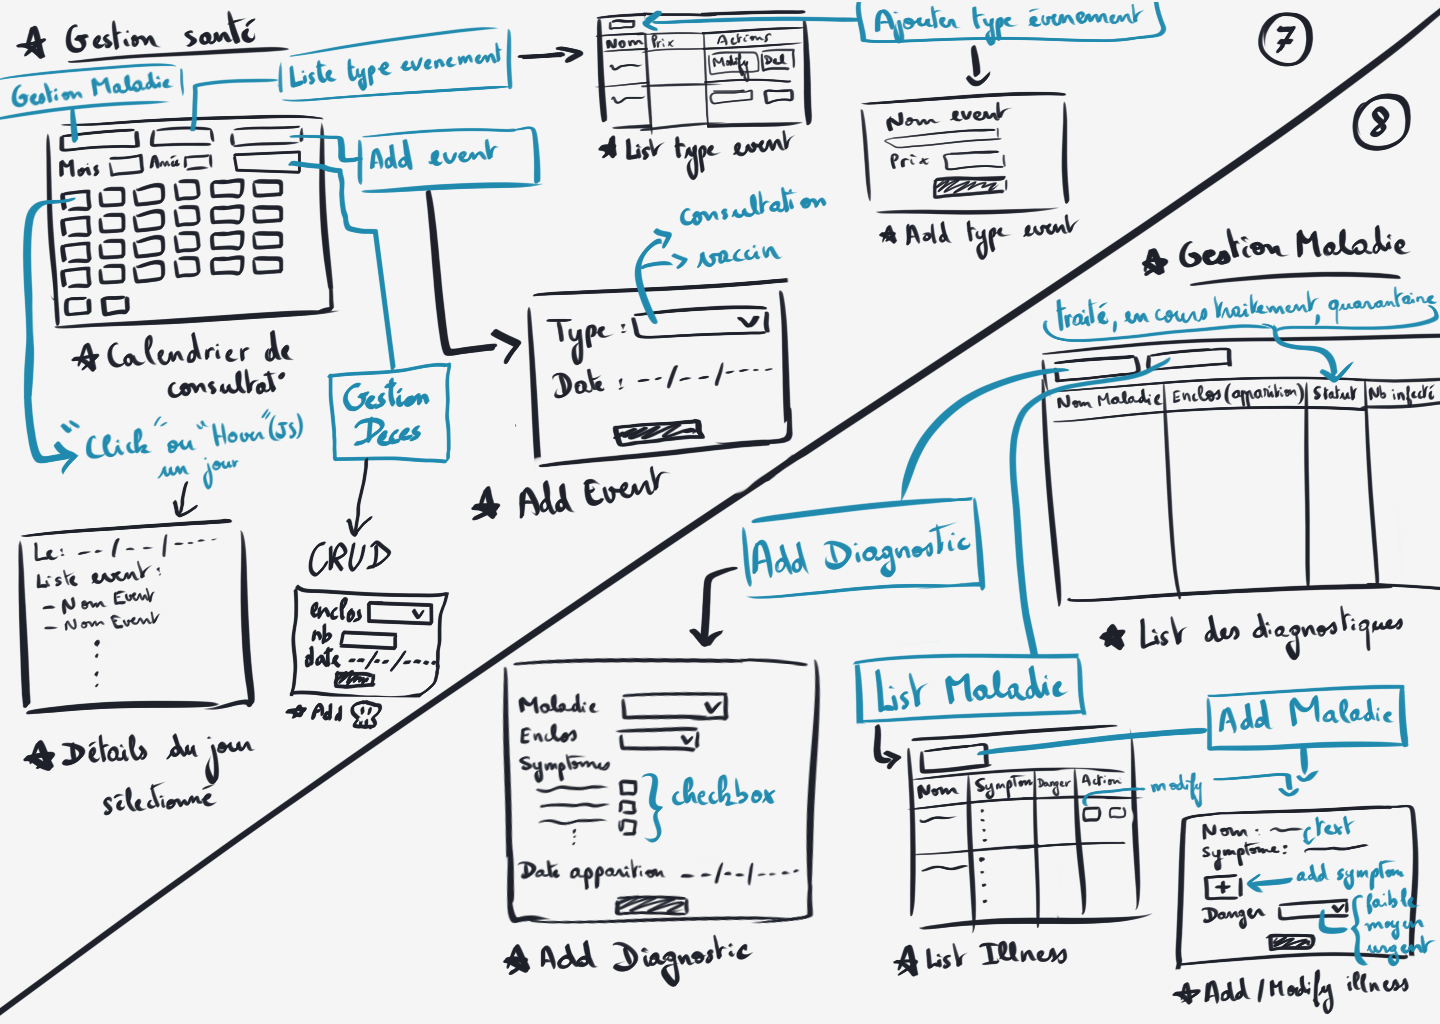 Gestion santé
Gestion Maladie
Liste type evenement
Nom Prix Actions
Modify Del
List type event
Ajouter type évenement
7
Nom event
Prix
Add type event
Mois Année
Add event
Calendrier de
consultat°
"Click" ou "Hover (JS)
un jour
Gestion
Deces
consultation
vaccin
Type :
Date : --/--/----
Add Event
Le: --/--/----
Liste event:
- Nom Event
- Nom Event
Détails du jour
sélectionné
CRUD
enclos
nb
date --/--/----
Add
8
Gestion Maladie
traité, en cours traitement, quarantaine
Nom Maladie Enclos (apparition) Statut Nb infecté
List des diagnostiques
Add Diagnostic
Maladie
Enclos
Symptomes
checkbox
Date apparition --/--/----
Add Diagnostic
List Maladie
Nom Symptom Danger Action
List Illness
Add Maladie
modify
Nom : text
Symptome:
+ add symptom
Danger
faible
moyen
urgent
Add/Modify illness